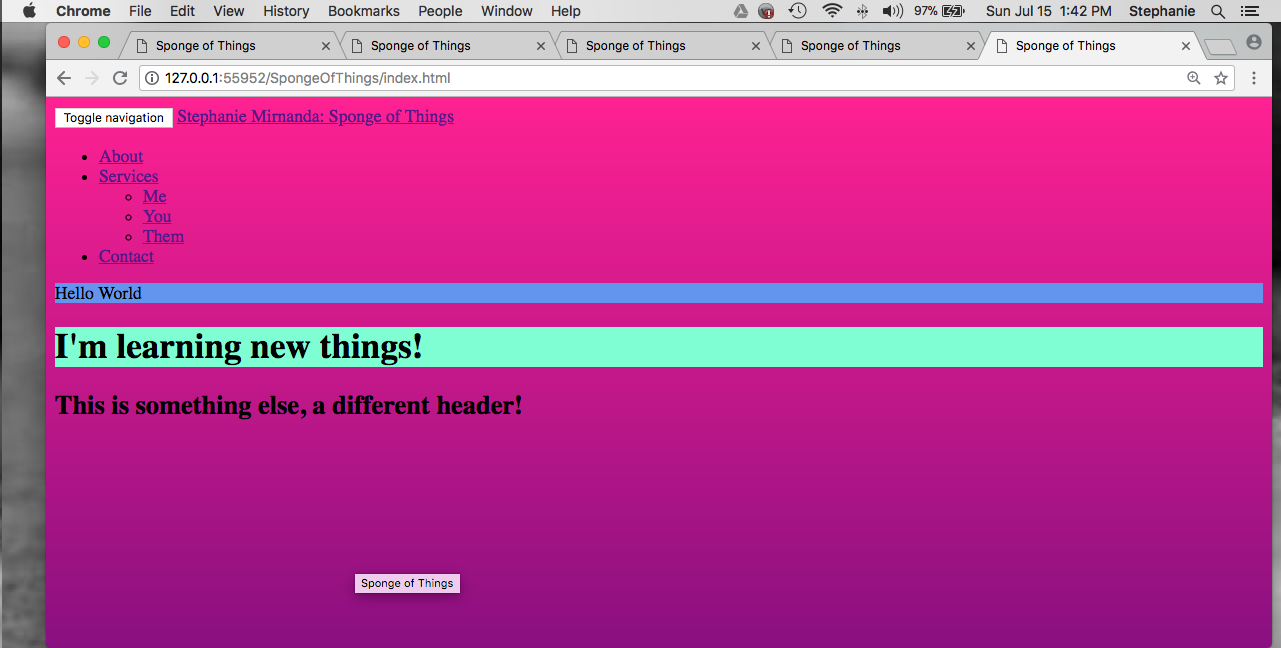 Chrome File Edit View History Bookmarks People Window Help 97% Sun Jul 15 1:42 PM Stephanie
Sponge of Things Sponge of Things Sponge of Things Sponge of Things Sponge of Things
127.0.0.1:55952/SpongeOfThings/index.html
Toggle navigation Stephanie Mirnanda: Sponge of Things
About
Services
Me
You
Them
Contact
Hello World
I'm learning new things!
This is something else, a different header!
Sponge of Things